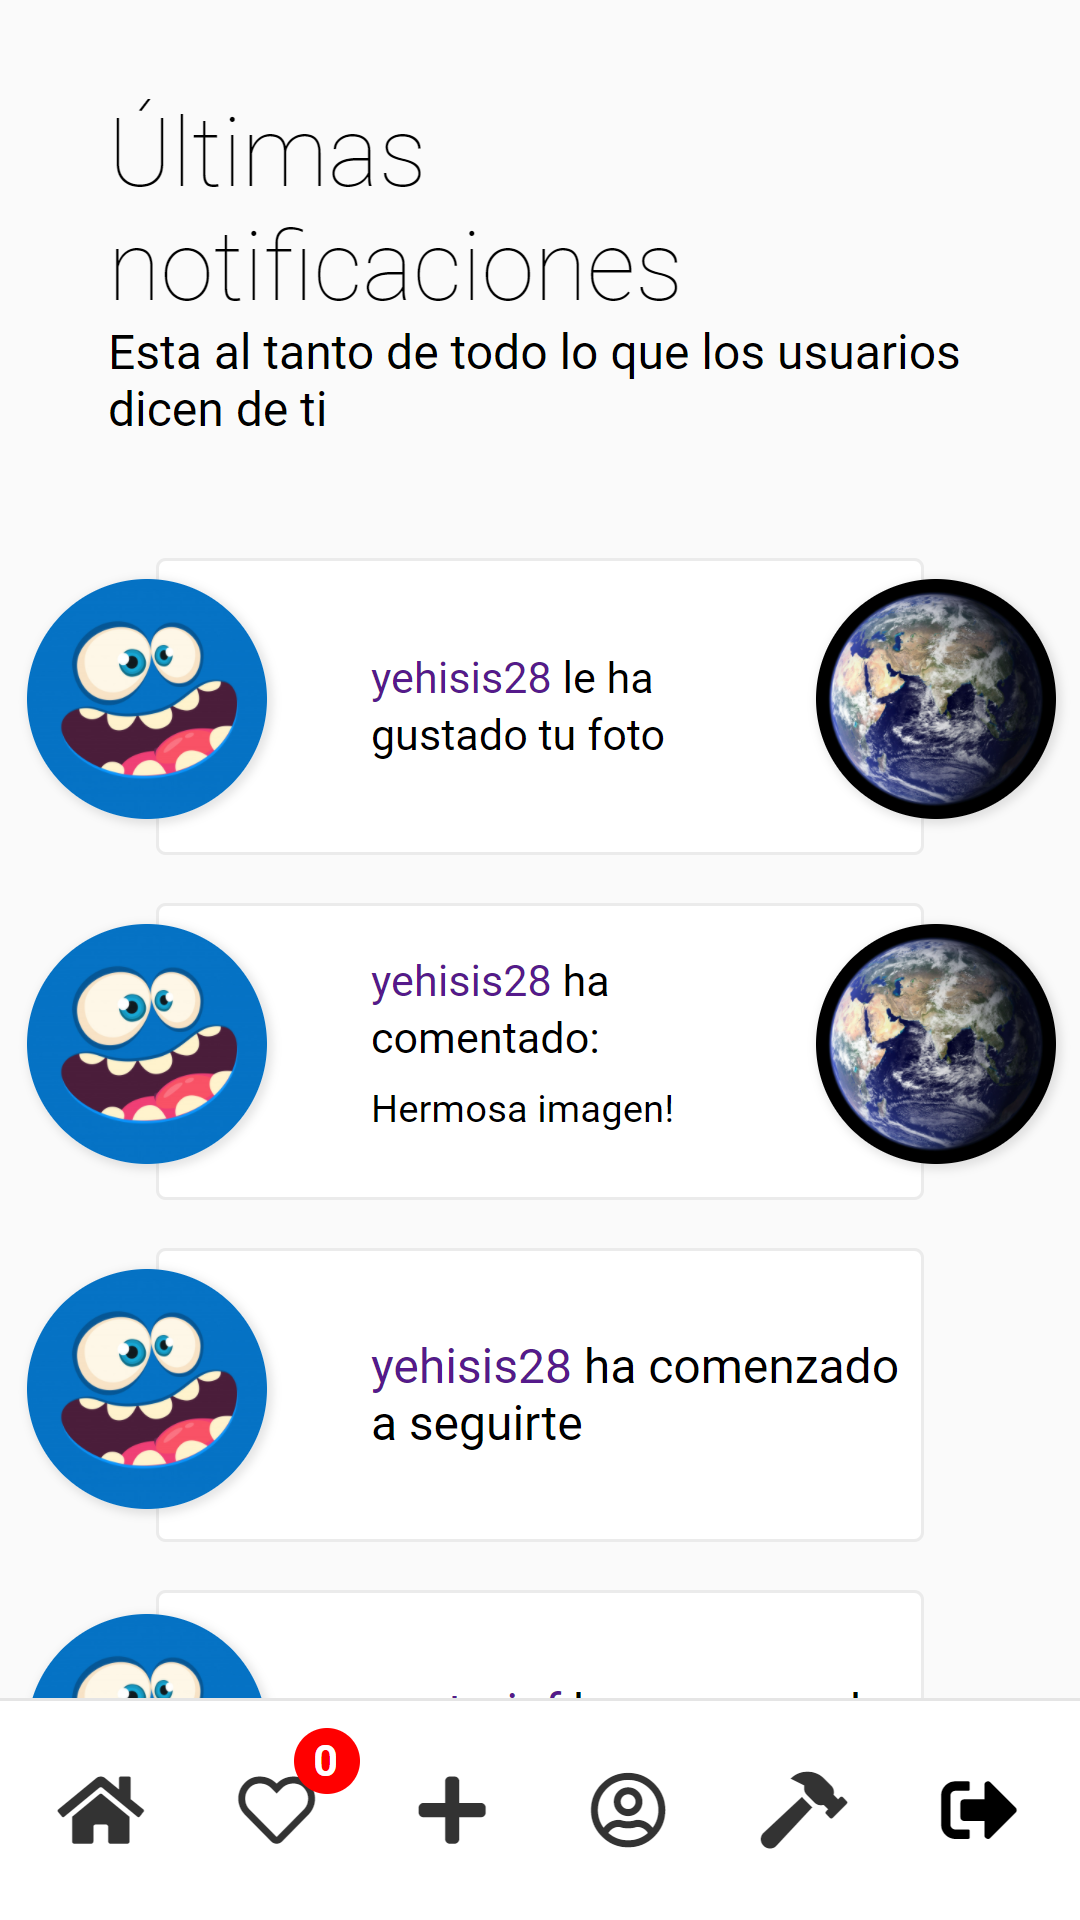 Últimas
notificaciones
Esta al tanto de todo lo que los usuarios
dicen de ti
yehisis28 le ha
gustado tu foto
yehisis28 ha
comentado:
Hermosa imagen!
yehisis28 ha comenzado
a seguirte
0